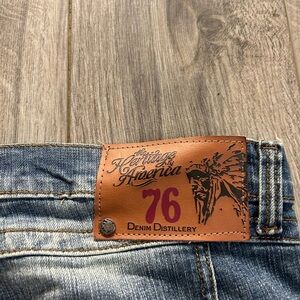 Heritage
America
76
DENIM DISTILLERY